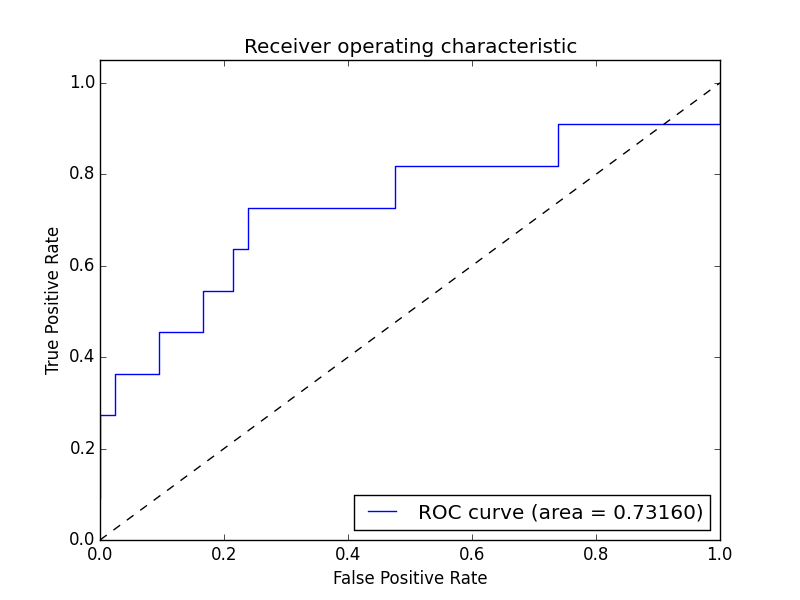 Receiver operating characteristic
1.0
0.8
0.6
0.4
0.2
0.0
True Positive Rate
ROC curve (area = 0.73160)
0.0 0.2 0.4 0.6 0.8 1.0
False Positive Rate